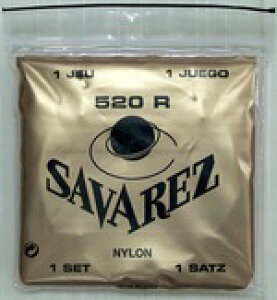 1 JEU 1 JUEGO
520 R
SAVAREZ
NYLON
1 SET 1 SATZ